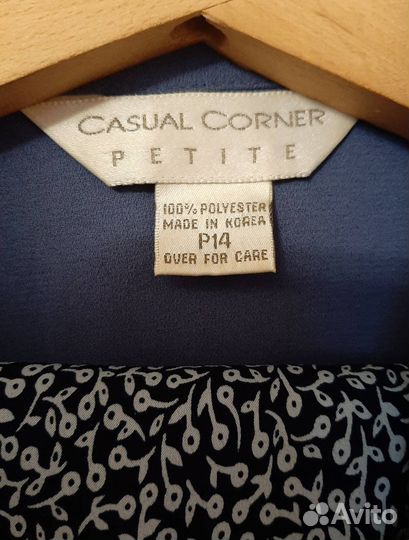 CASUAL CORNER
PETITE
100% POLYESTER
MADE IN KOREA
P14
OVER FOR CARE
Avito